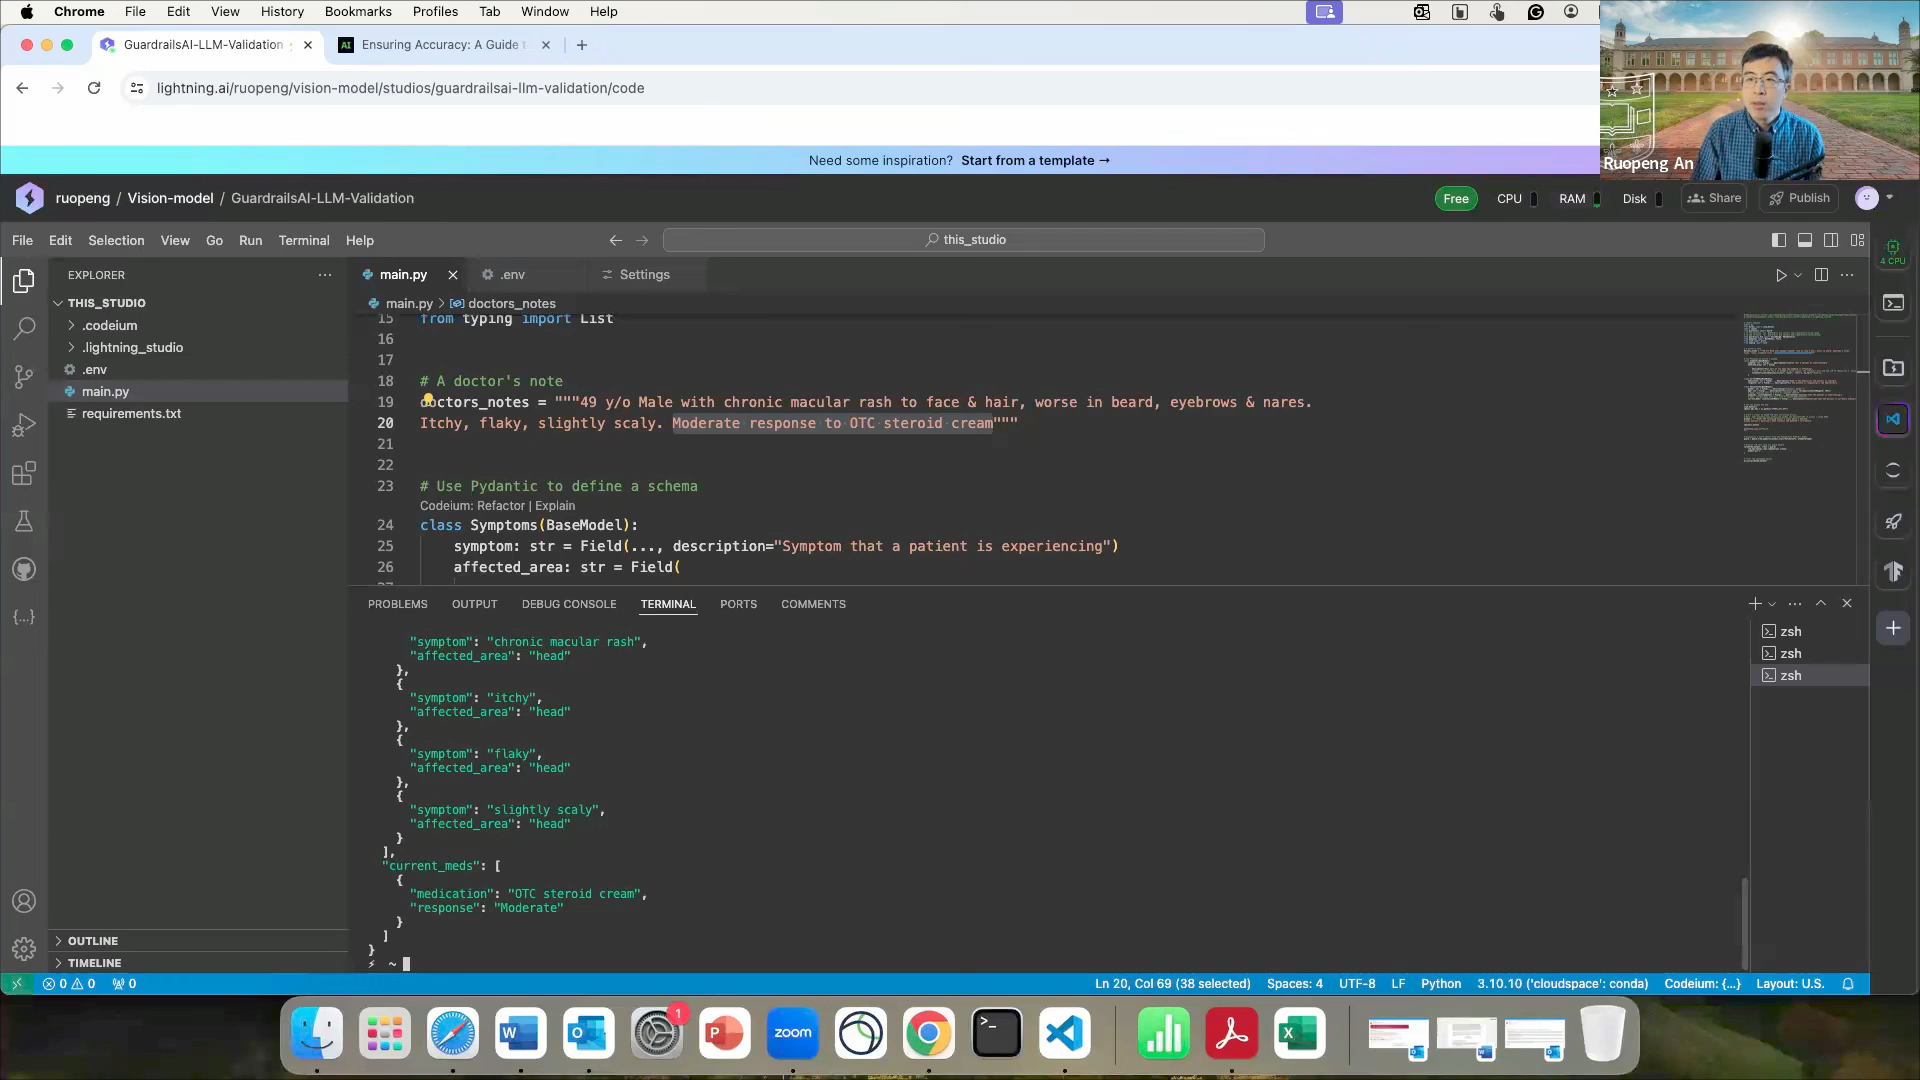 Chrome File Edit View History Bookmarks Profiles Tab Window Help
GuardrailsAI-LLM-Validation
Ensuring Accuracy: A Guide t
lightning.ai/ruopeng/vision-model/studios/guardrailsai-llm-validation/code
Ruopeng An
Need some inspiration? Start from a template →
ruopeng / Vision-model / GuardrailsAI-LLM-Validation
Free CPU RAM Disk Share Publish
File Edit Selection View Go Run Terminal Help
this_studio
4 CPU
EXPLORER
THIS_STUDIO
.codeium
.lightning_studio
.env
main.py
requirements.txt
OUTLINE
TIMELINE
main.py .env Settings
main.py > doctors_notes
15 from typing import List
16
17
18 # A doctor's note
19 doctors_notes = """49 y/o Male with chronic macular rash to face & hair, worse in beard, eyebrows & nares.
20 Itchy, flaky, slightly scaly. Moderate response to OTC steroid cream"""
21
22
23 # Use Pydantic to define a schema
Codeium: Refactor | Explain
24 class Symptoms(BaseModel):
25 symptom: str = Field(..., description="Symptom that a patient is experiencing")
26 affected_area: str = Field(
PROBLEMS OUTPUT DEBUG CONSOLE TERMINAL PORTS COMMENTS
"symptom": "chronic macular rash",
"affected_area": "head"
},
{
"symptom": "itchy",
"affected_area": "head"
},
{
"symptom": "flaky",
"affected_area": "head"
},
{
"symptom": "slightly scaly",
"affected_area": "head"
}
],
"current_meds": [
{
"medication": "OTC steroid cream",
"response": "Moderate"
}
]
}
~
zsh
zsh
zsh
0 0 0
Ln 20, Col 69 (38 selected) Spaces: 4 UTF-8 LF Python 3.10.10 ('cloudspace': conda) Codeium: {...} Layout: U.S.
1
zoom